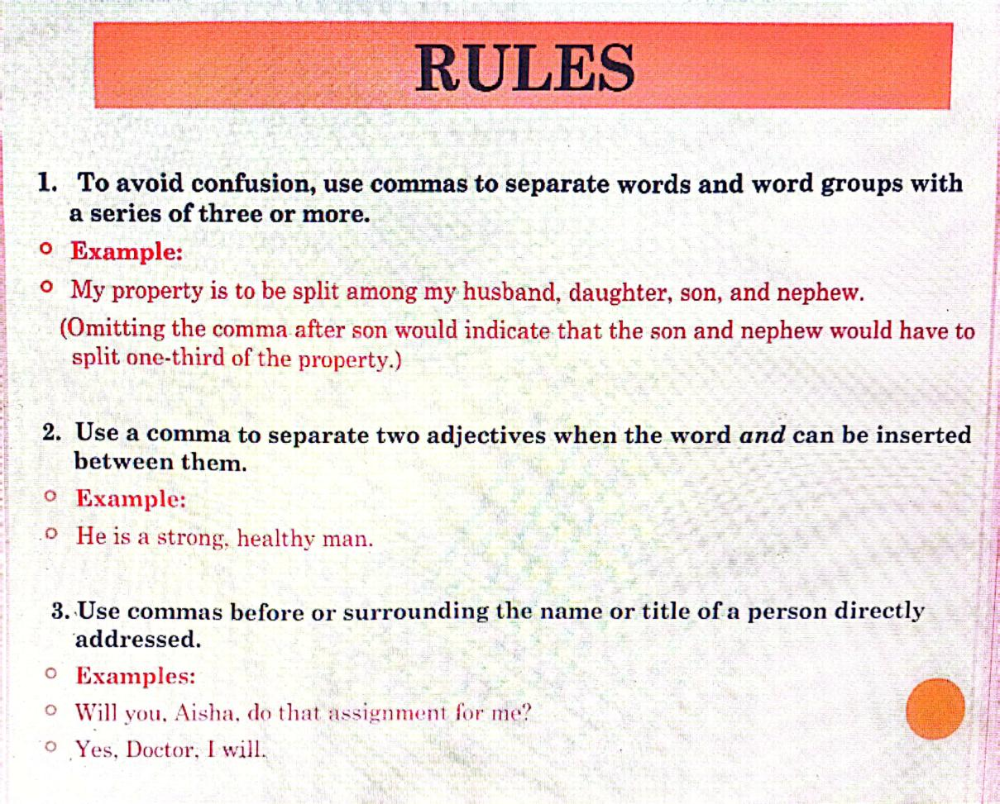 RULES
1. To avoid confusion, use commas to separate words and word groups with
a series of three or more.
Example:
My property is to be split among my husband, daughter, son, and nephew.
(Omitting the comma after son would indicate that the son and nephew would have to
split one-third of the property.)
2. Use a comma to separate two adjectives when the word and can be inserted
between them.
Example:
He is a strong, healthy man.
3. Use commas before or surrounding the name or title of a person directly
addressed.
Examples:
Will you, Aisha, do that assignment for me?
Yes, Doctor, I will.